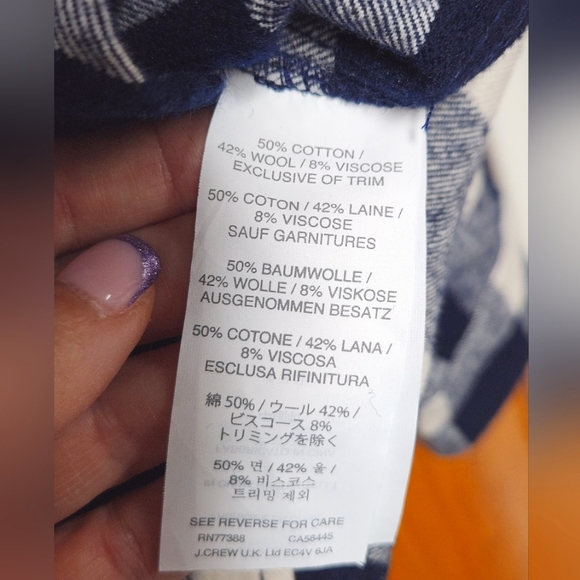 50% COTTON /
42% WOOL / 8% VISCOSE
EXCLUSIVE OF TRIM
50% COTON / 42% LAINE /
8% VISCOSE
SAUF GARNITURES
50% BAUMWOLLE /
42% WOLLE / 8% VISKOSE
AUSGENOMMEN BESATZ
50% COTONE / 42% LANA /
8% VISCOSA
ESCLUSA RIFINITURA
綿 50% / ウール 42% /
ビスコース 8%
トリミングを除く
50% 면 / 42% 울 /
8% 비스코스
트리밍 제외
SEE REVERSE FOR CARE
RN77388 CA56445
J.CREW U.K. Ltd EC4V 6JA